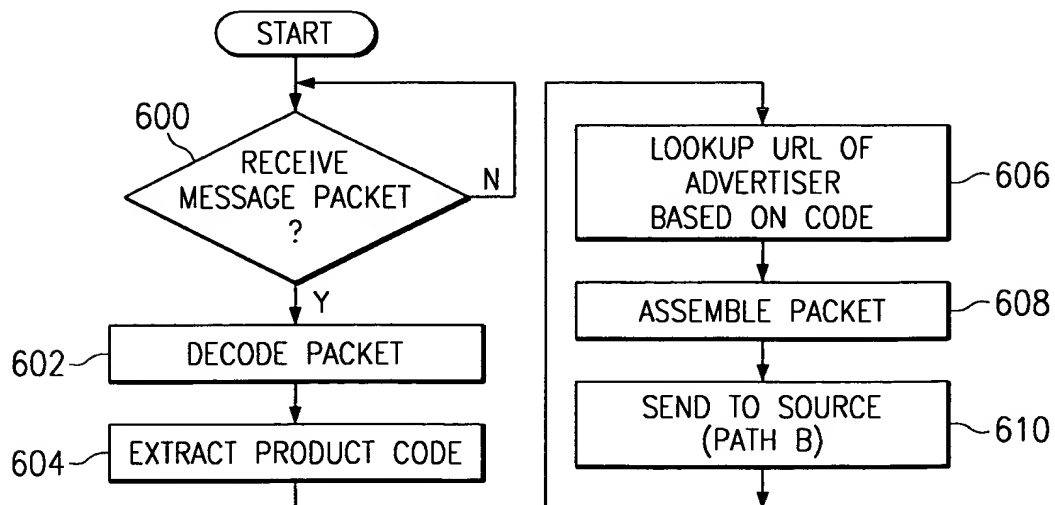 START
600
RECEIVE
MESSAGE PACKET
?
N
Y
602
DECODE PACKET
604
EXTRACT PRODUCT CODE
LOOKUP URL OF
ADVERTISER
BASED ON CODE
606
ASSEMBLE PACKET
608
SEND TO SOURCE
(PATH B)
610